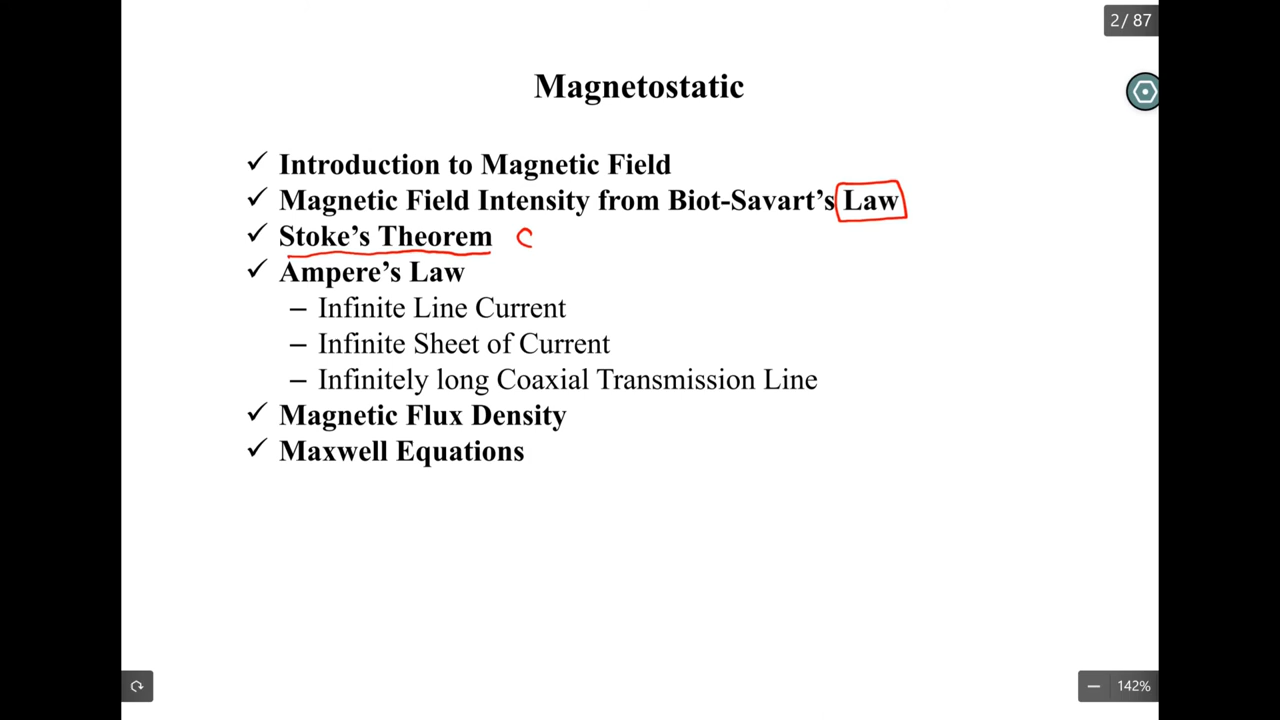 2 / 87
Magnetostatic
✓ Introduction to Magnetic Field
✓ Magnetic Field Intensity from Biot-Savart’s Law
✓ Stoke’s Theorem C
✓ Ampere’s Law
– Infinite Line Current
– Infinite Sheet of Current
– Infinitely long Coaxial Transmission Line
✓ Magnetic Flux Density
✓ Maxwell Equations
— 142%